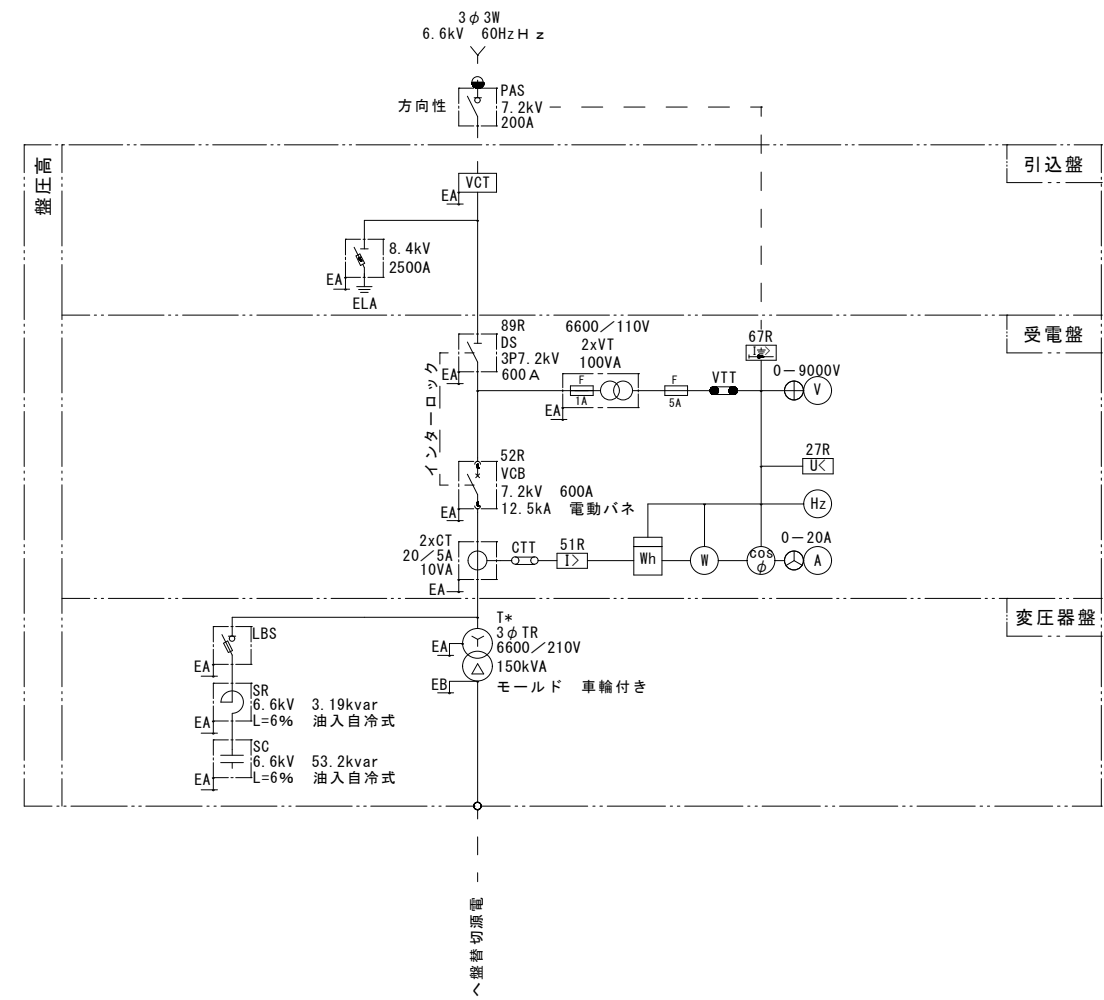 3φ3W
6.6kV 60HzHz
方向性
PAS
7.2kV
200A
盤圧高
引込盤
VCT
EA
8.4kV
2500A
EA
ELA
受電盤
89R
DS
3P7.2kV
600A
EA
6600/110V
2xVT
100VA
F
1A
EA
F
5A
VTT
67R
I
0-9000V
V
インターロック
27R
U<
52R
VCB
7.2kV 600A
12.5kA 電動バネ
EA
Hz
2xCT
20/5A
10VA
EA
CTT
51R
I>
Wh
W
cos
φ
0-20A
A
変圧器盤
LBS
EA
T*
3φTR
6600/210V
150kVA
モールド 車輪付き
EA
EB
SR
6.6kV 3.19kvar
L=6% 油入自冷式
EA
SC
6.6kV 53.2kvar
L=6% 油入自冷式
EA
へ盤替切源電